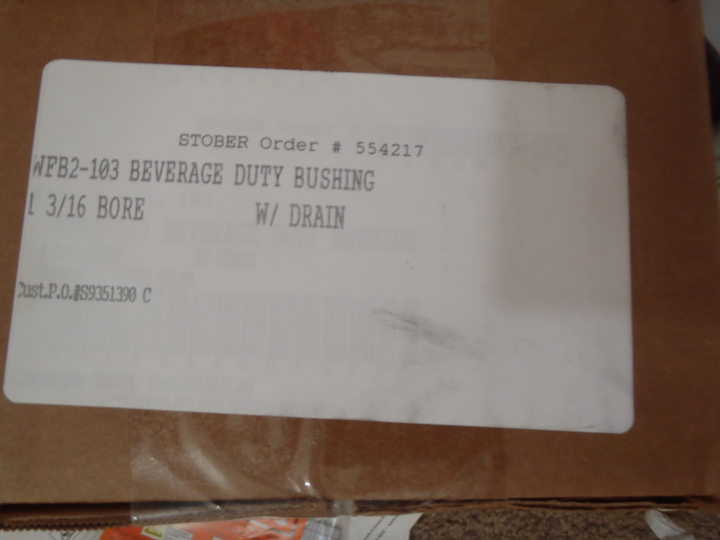 STOBER Order # 554217
WFB2-103 BEVERAGE DUTY BUSHING
1 3/16 BORE W/ DRAIN
Cust.P.O.#S9351390 C